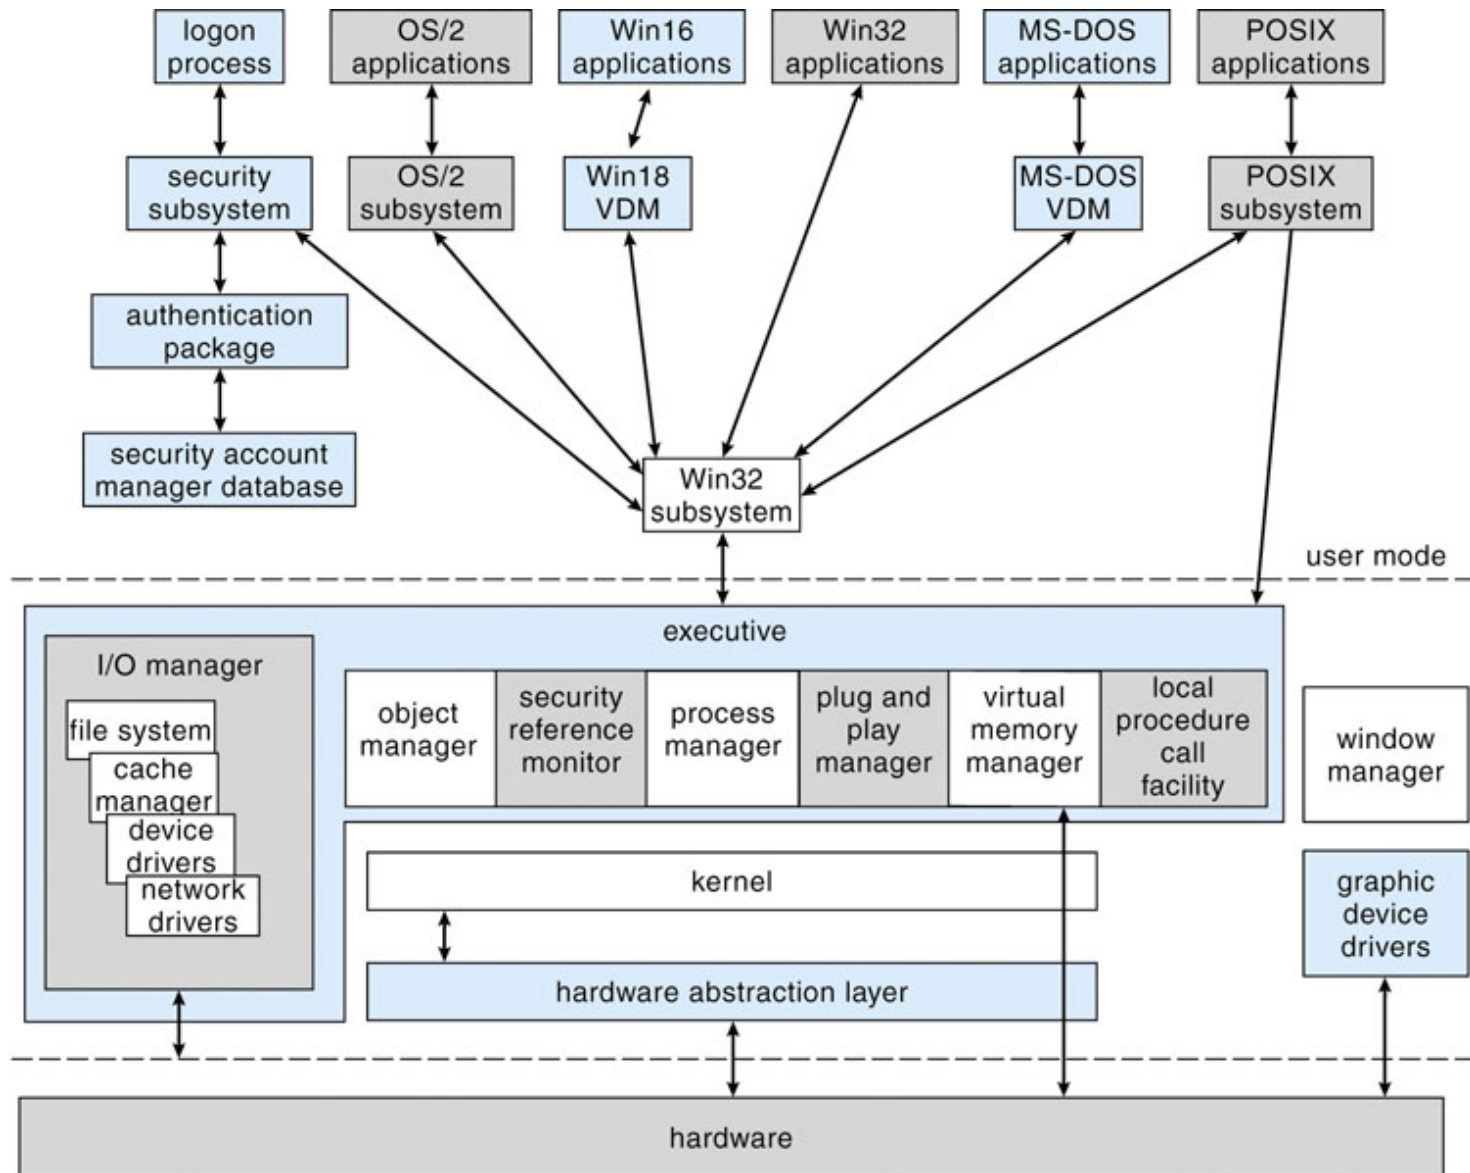 logon
process
OS/2
applications
Win16
applications
Win32
applications
MS-DOS
applications
POSIX
applications
security
subsystem
OS/2
subsystem
Win18
VDM
MS-DOS
VDM
POSIX
subsystem
authentication
package
security account
manager database
Win32
subsystem
user mode
executive
I/O manager
file system
cache
manager
device
drivers
network
drivers
object
manager
security
reference
monitor
process
manager
plug and
play
manager
virtual
memory
manager
local
procedure
call
facility
window
manager
kernel
graphic
device
drivers
hardware abstraction layer
hardware